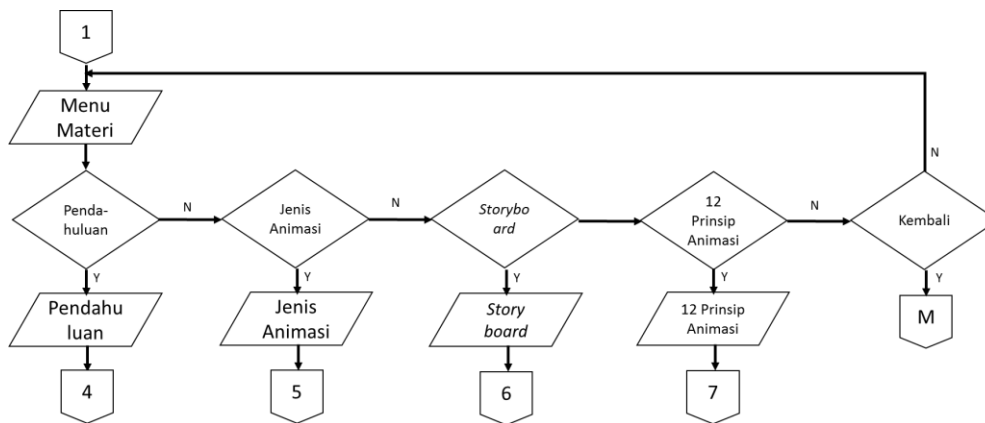 1
Menu
Materi
N
Penda-
huluan
N
Jenis
Animasi
N
Storybo
ard
12
Prinsip
Animasi
N
Kembali
Y
Y
Y
Y
Y
Pendahu
luan
Jenis
Animasi
Story
board
12 Prinsip
Animasi
M
4
5
6
7